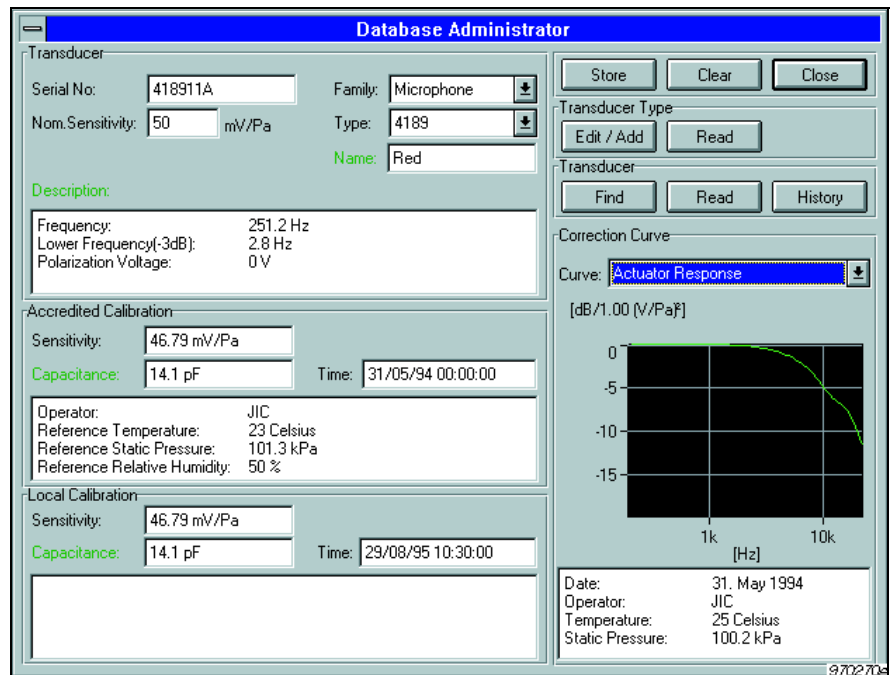 Database Administrator
Transducer
Serial No: 418911A Family: Microphone
Nom.Sensitivity: 50 mV/Pa Type: 4189
Name: Red
Description:
Frequency: 251.2 Hz
Lower Frequency(-3dB): 2.8 Hz
Polarization Voltage: 0 V
Accredited Calibration
Sensitivity: 46.79 mV/Pa
Capacitance: 14.1 pF Time: 31/05/94 00:00:00
Operator: JIC
Reference Temperature: 23 Celsius
Reference Static Pressure: 101.3 kPa
Reference Relative Humidity: 50 %
Local Calibration
Sensitivity: 46.79 mV/Pa
Capacitance: 14.1 pF Time: 29/08/95 10:30:00
Store Clear Close
Transducer Type
Edit / Add Read
Transducer
Find Read History
Correction Curve
Curve: Actuator Response
[dB/1.00 (V/Pa)²]
0
-5
-10
-15
1k 10k
[Hz]
Date: 31. May 1994
Operator: JIC
Temperature: 25 Celsius
Static Pressure: 100.2 kPa
970270e